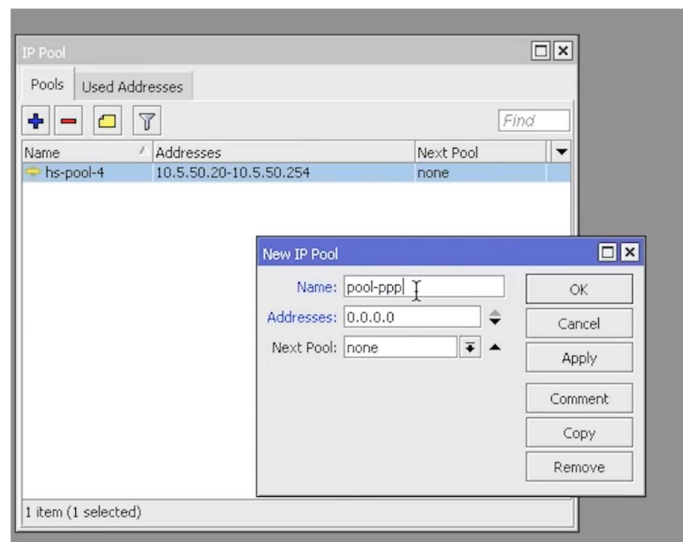 IP Pool
Pools Used Addresses
Find
Name Addresses Next Pool
hs-pool-4 10.5.50.20-10.5.50.254 none
New IP Pool
Name: pool-ppp
OK
Addresses: 0.0.0.0
Cancel
Next Pool: none
Apply
Comment
Copy
Remove
1 item (1 selected)